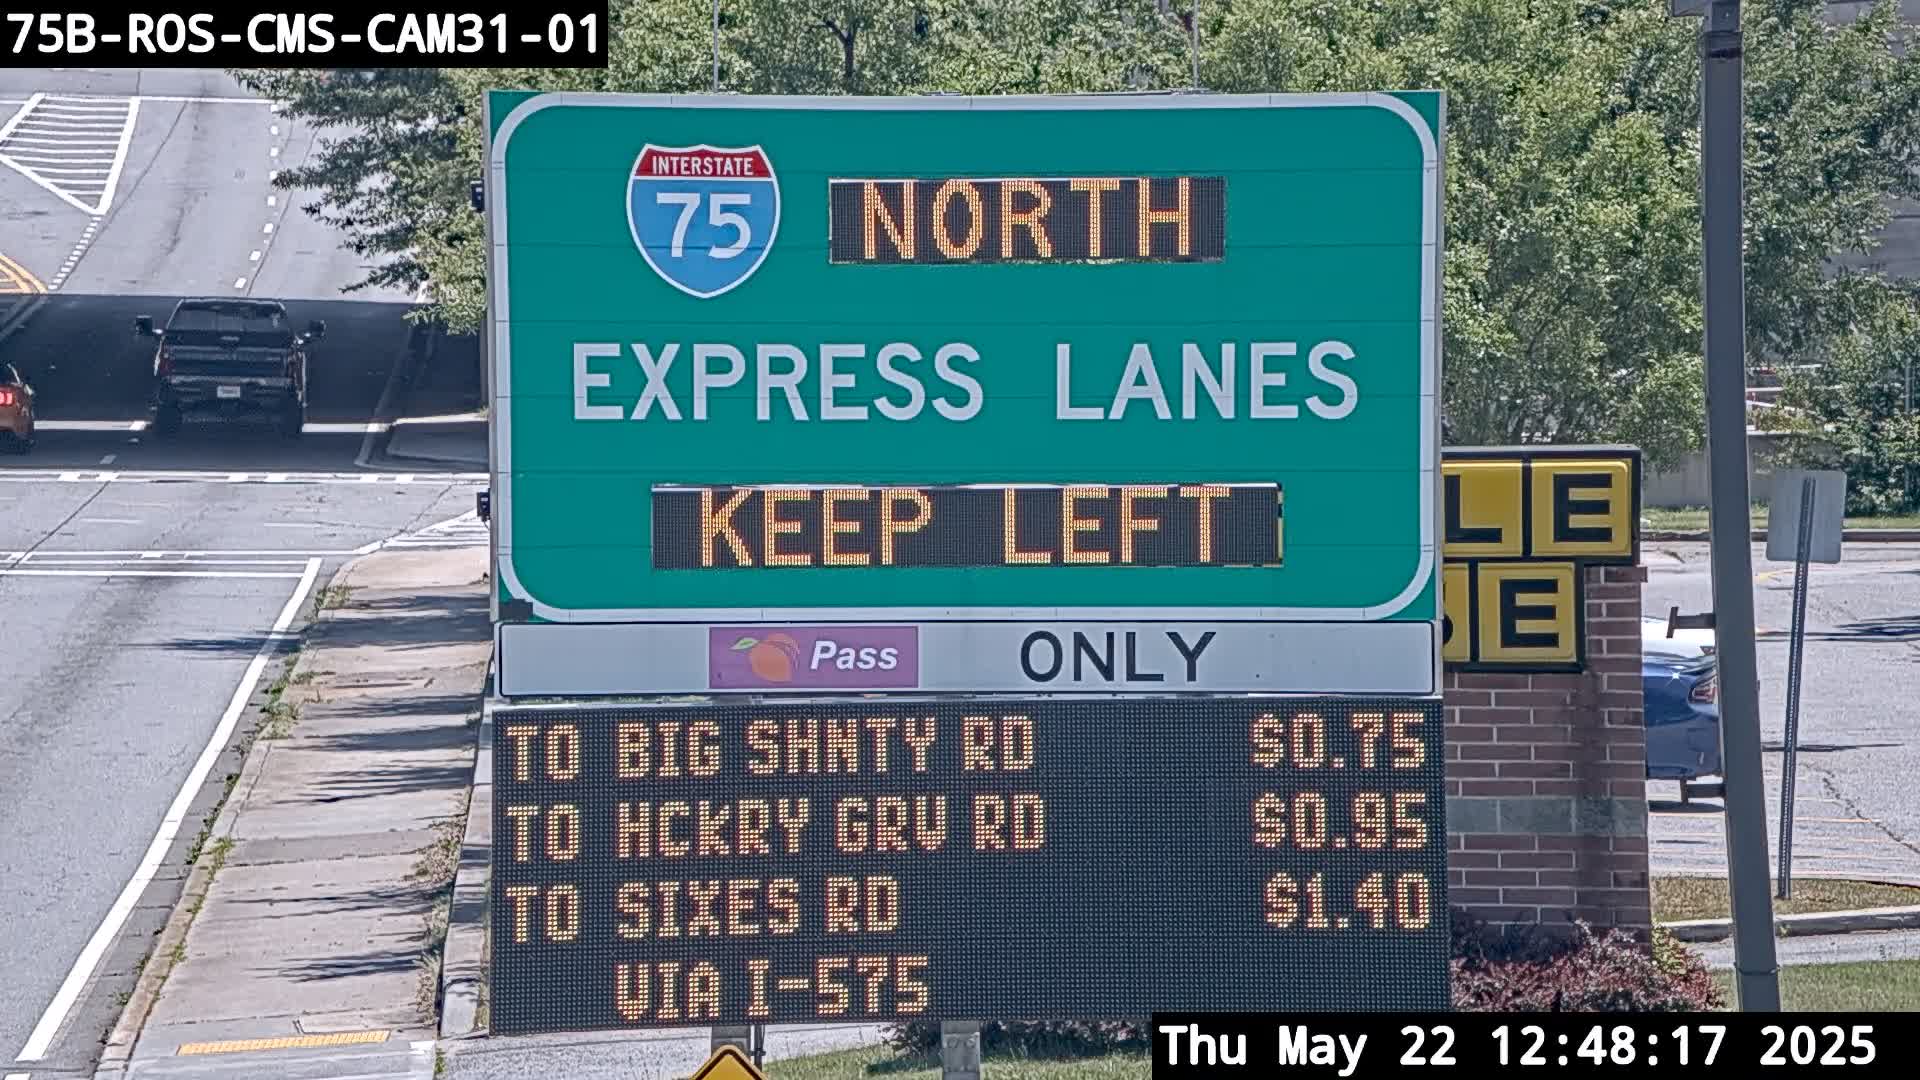 75B-ROS-CMS-CAM31-01
INTERSTATE
75
NORTH
EXPRESS LANES
KEEP LEFT
LE
E
Pass ONLY
TO BIG SHNTY RD $0.75
TO HCKRY GRV RD $0.95
TO SIXES RD $1.40
VIA I-575
Thu May 22 12:48:17 2025